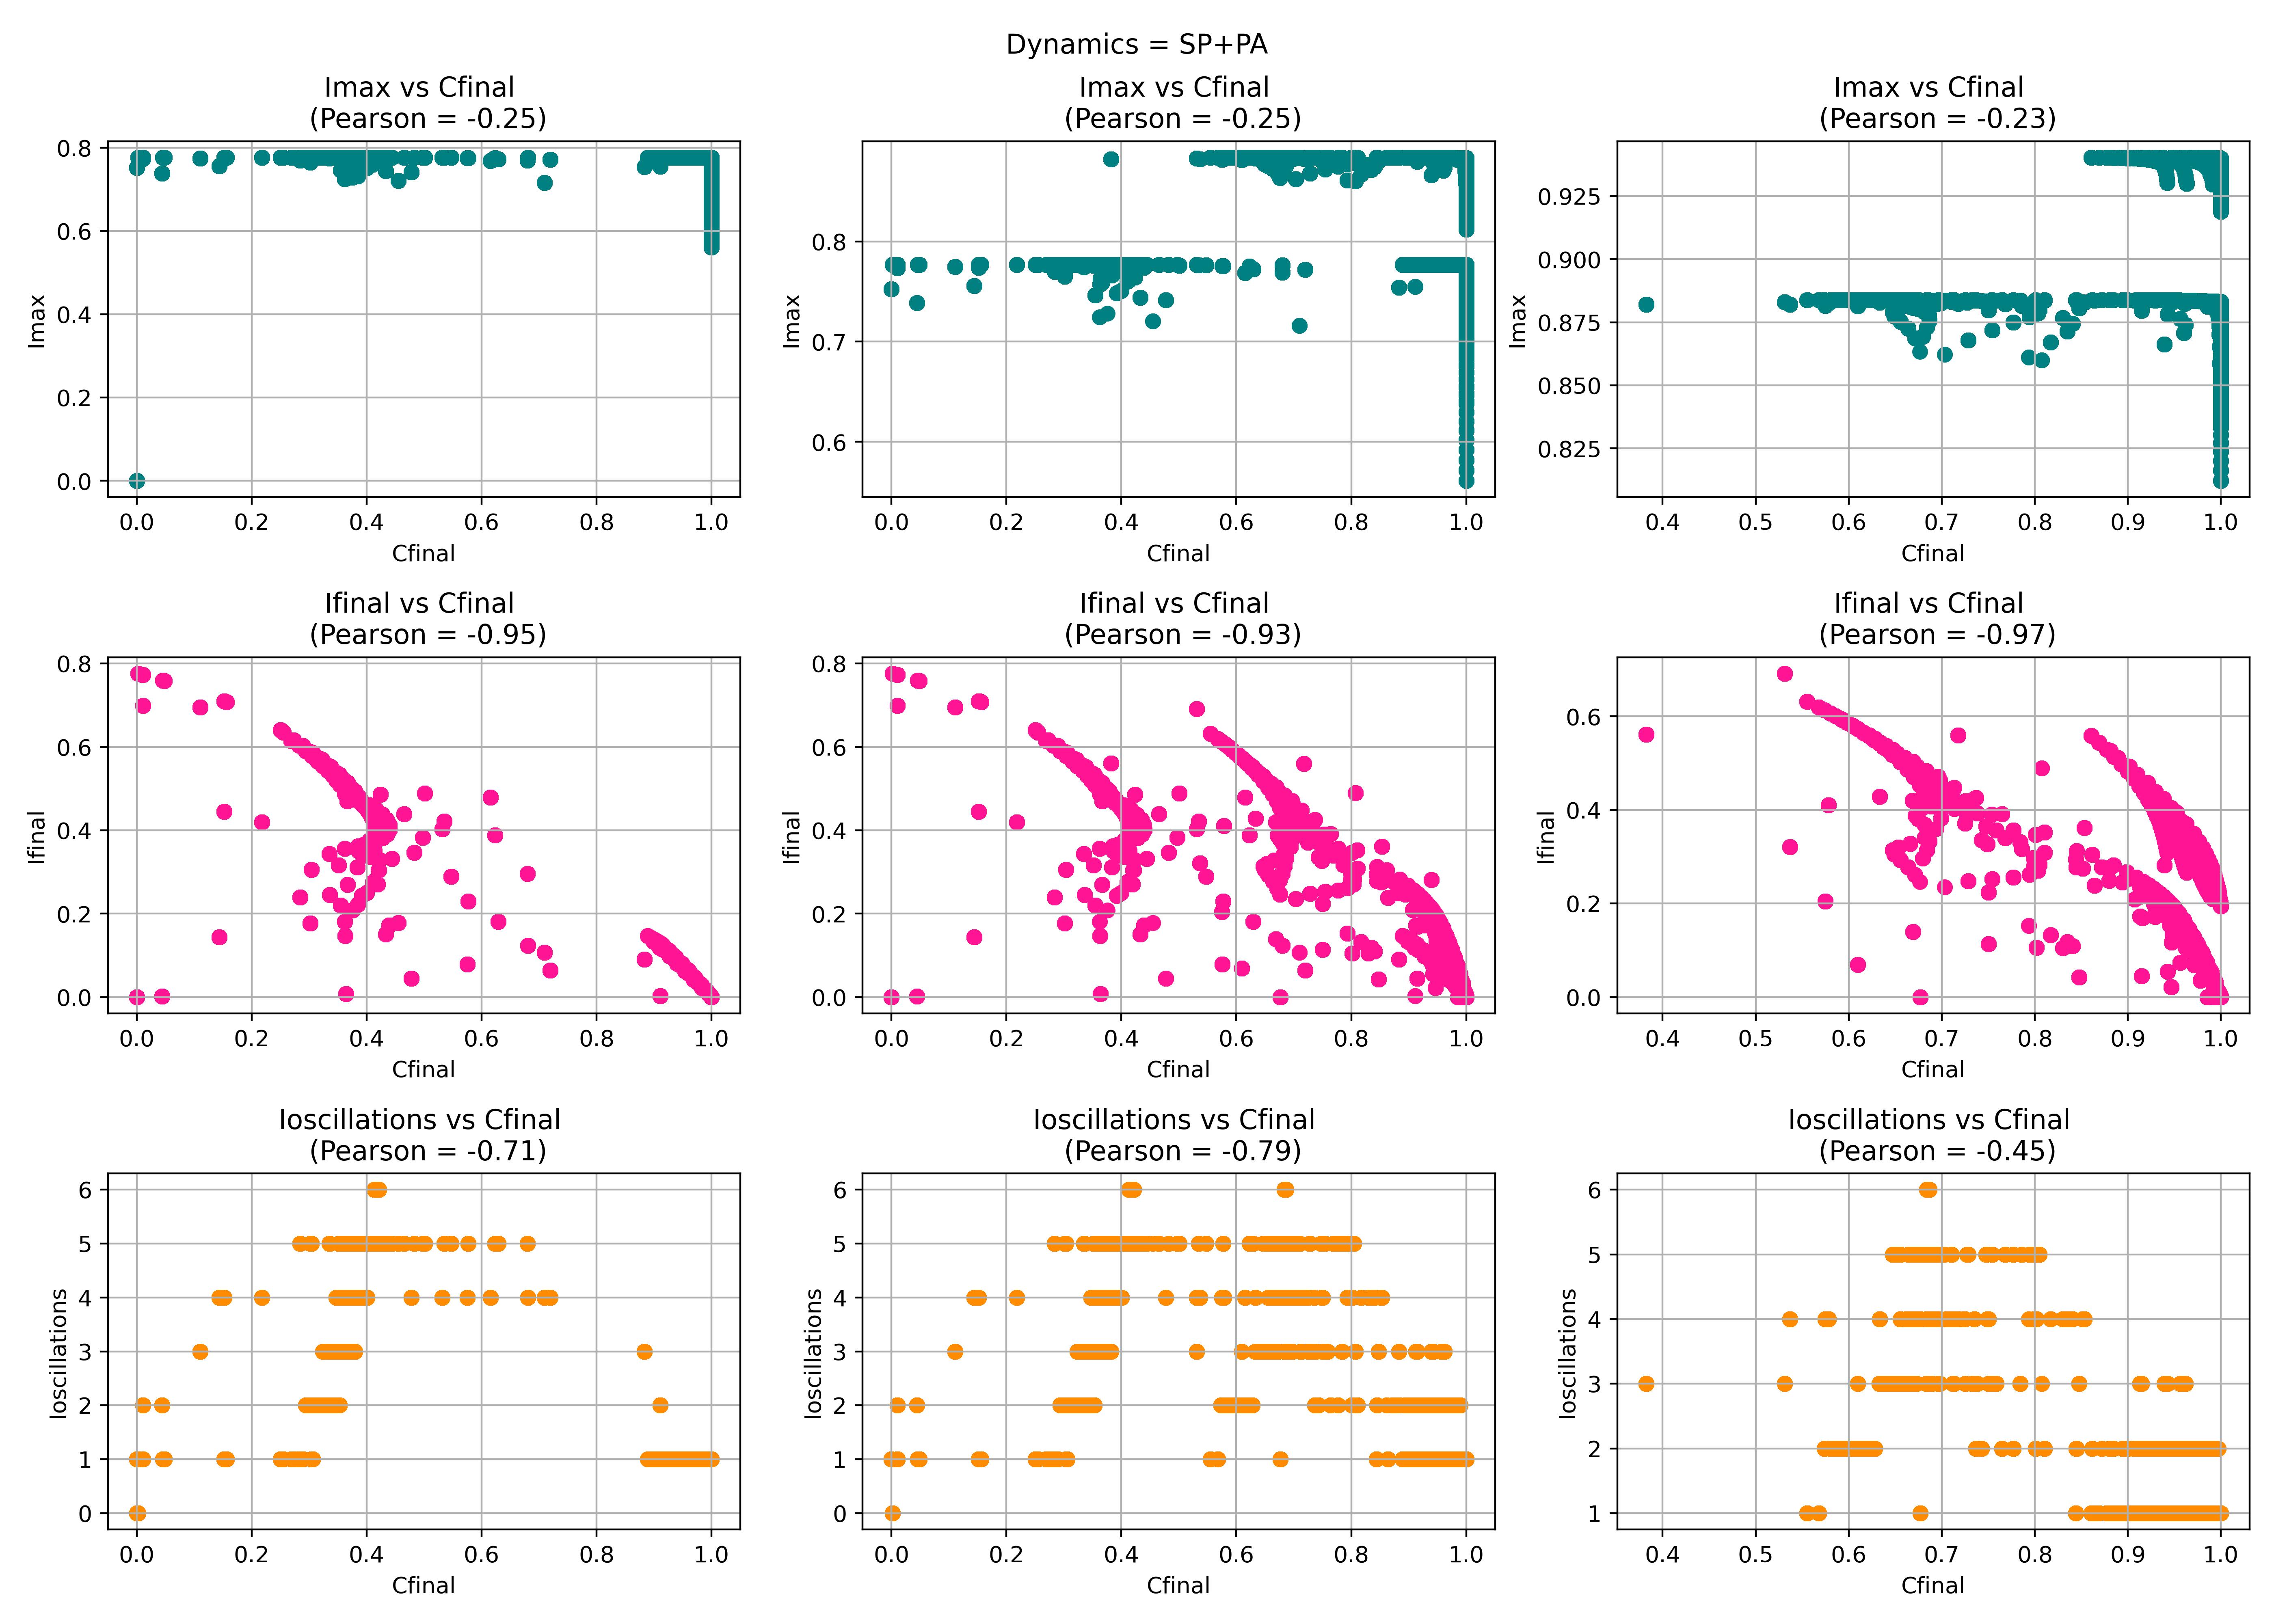 Dynamics = SP+PA
Imax vs Cfinal
(Pearson = -0.25)
Imax vs Cfinal
(Pearson = -0.25)
Imax vs Cfinal
(Pearson = -0.23)
0.8
0.6
0.4
0.2
0.0
Imax
0.0 0.2 0.4 0.6 0.8 1.0
Cfinal
0.8
0.7
0.6
Imax
0.0 0.2 0.4 0.6 0.8 1.0
Cfinal
0.925
0.900
0.875
0.850
0.825
Imax
0.4 0.5 0.6 0.7 0.8 0.9 1.0
Cfinal
Ifinal vs Cfinal
(Pearson = -0.95)
Ifinal vs Cfinal
(Pearson = -0.93)
Ifinal vs Cfinal
(Pearson = -0.97)
0.8
0.6
0.4
0.2
0.0
Ifinal
0.0 0.2 0.4 0.6 0.8 1.0
Cfinal
0.8
0.6
0.4
0.2
0.0
Ifinal
0.0 0.2 0.4 0.6 0.8 1.0
Cfinal
0.6
0.4
0.2
0.0
Ifinal
0.4 0.5 0.6 0.7 0.8 0.9 1.0
Cfinal
Ioscillations vs Cfinal
(Pearson = -0.71)
Ioscillations vs Cfinal
(Pearson = -0.79)
Ioscillations vs Cfinal
(Pearson = -0.45)
6
5
4
3
2
1
0
Ioscillations
0.0 0.2 0.4 0.6 0.8 1.0
Cfinal
6
5
4
3
2
1
0
Ioscillations
0.0 0.2 0.4 0.6 0.8 1.0
Cfinal
6
5
4
3
2
1
Ioscillations
0.4 0.5 0.6 0.7 0.8 0.9 1.0
Cfinal